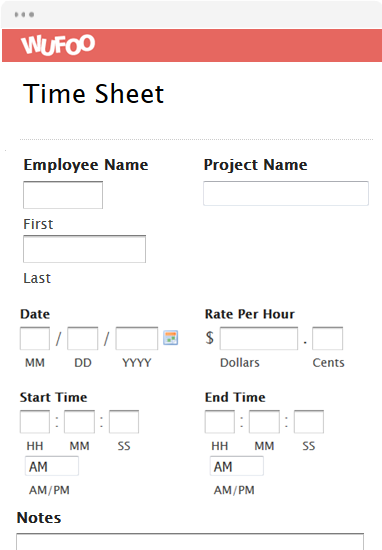 WUFOO
Time Sheet
Employee Name Project Name
First
Last
Date Rate Per Hour
/ / $ .
MM DD YYYY Dollars Cents
Start Time End Time
: : : :
HH MM SS HH MM SS
AM AM
AM/PM AM/PM
Notes